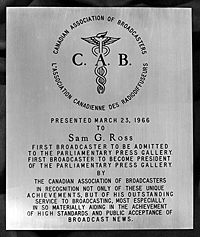 CANADIAN ASSOCIATION OF BROADCASTERS
C. A. B.
L'ASSOCIATION CANADIENNE DES RADIODIFFUSEURS
PRESENTED MARCH 23, 1966
TO
SAM G. ROSS
FIRST BROADCASTER TO BE ADMITTED
TO THE PARLIAMENTARY PRESS GALLERY
FIRST BROADCASTER TO BECOME PRESIDENT
OF THE PARLIAMENTARY PRESS GALLERY
BY
THE CANADIAN ASSOCIATION OF BROADCASTERS
IN RECOGNITION NOT ONLY OF THESE UNIQUE
ACHIEVEMENTS, BUT OF HIS OUTSTANDING
SERVICE TO BROADCASTING, MOST ESPECIALLY
IN SO MATERIALLY AIDING IN THE ACHIEVEMENT
OF HIGH STANDARDS AND PUBLIC ACCEPTANCE OF
BROADCAST NEWS.